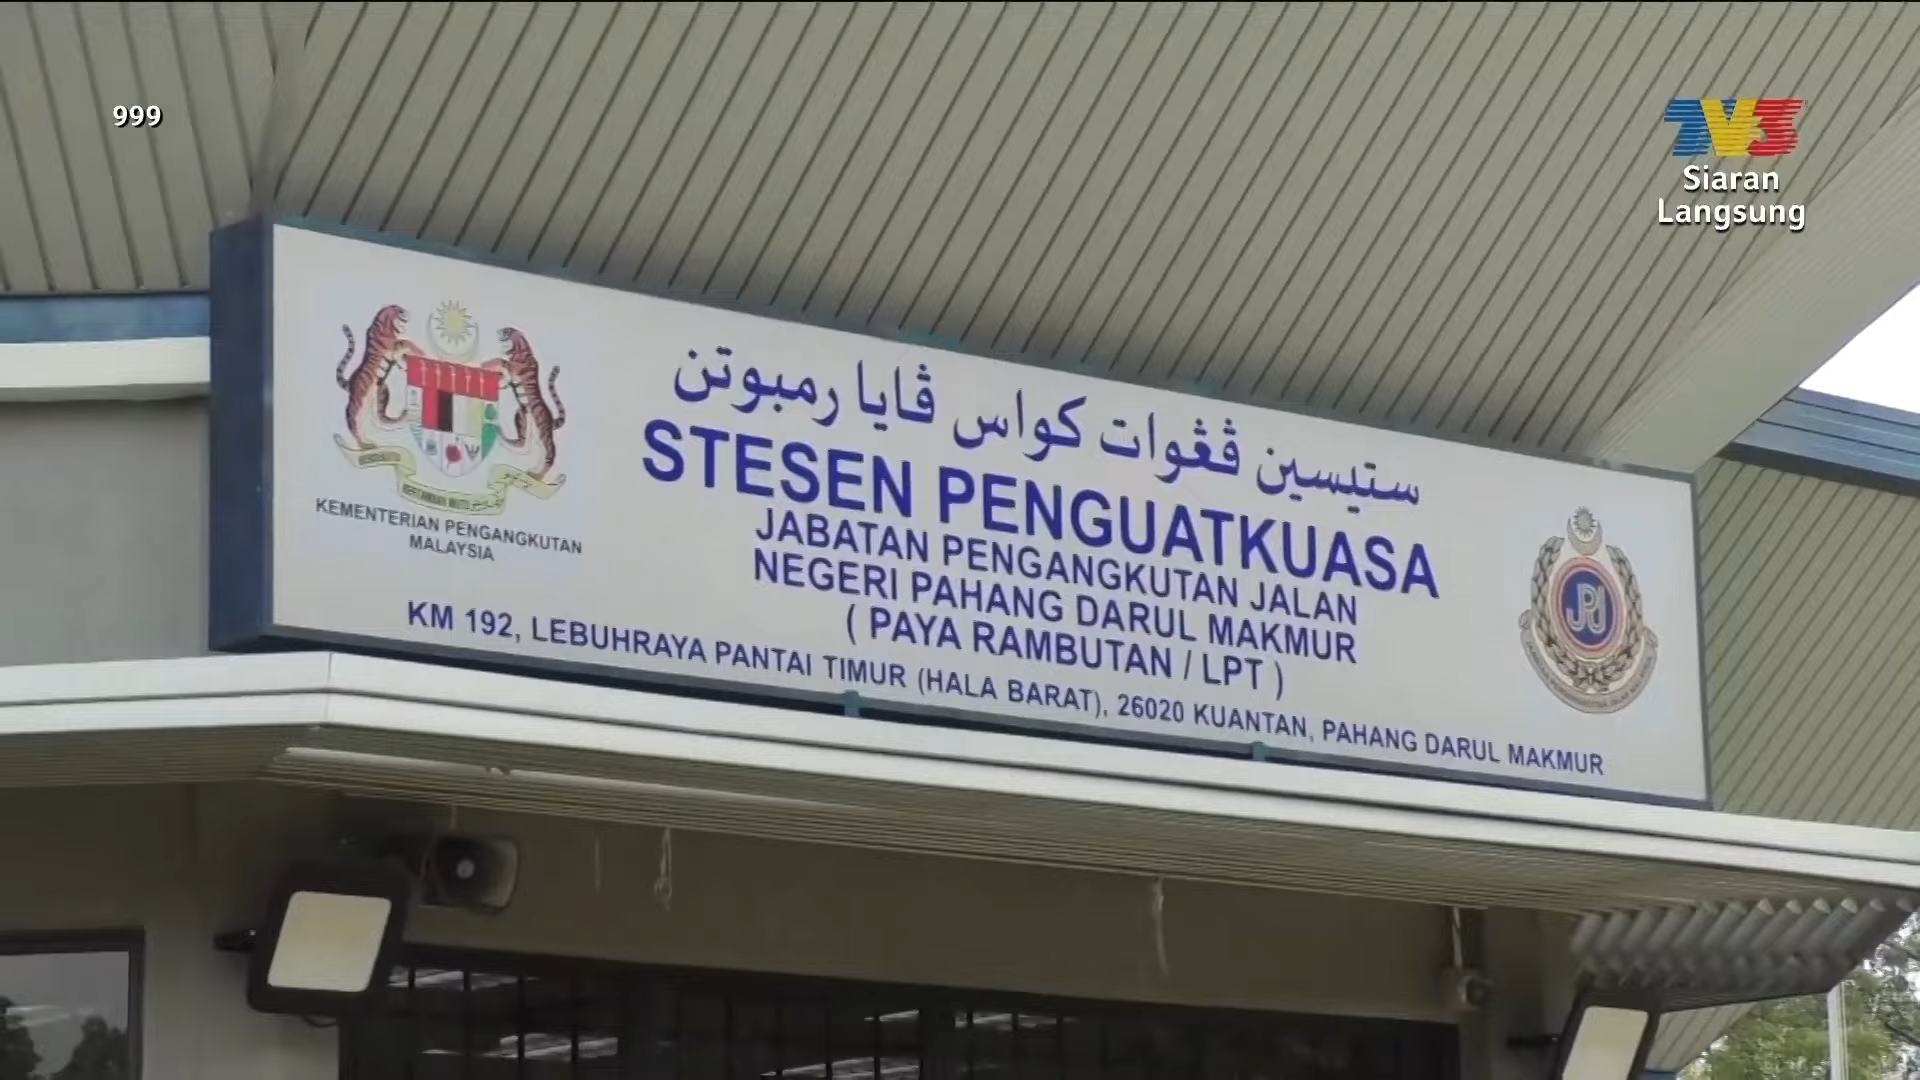 999
TV3
Siaran
Langsung
ستيسين ڤڠوات كواس ڤايا رمبوتن
STESEN PENGUATKUASA
JABATAN PENGANGKUTAN JALAN
NEGERI PAHANG DARUL MAKMUR
( PAYA RAMBUTAN / LPT )
KM 192, LEBUHRAYA PANTAI TIMUR (HALA BARAT), 26020 KUANTAN, PAHANG DARUL MAKMUR
KEMENTERIAN PENGANGKUTAN
MALAYSIA
JPJ